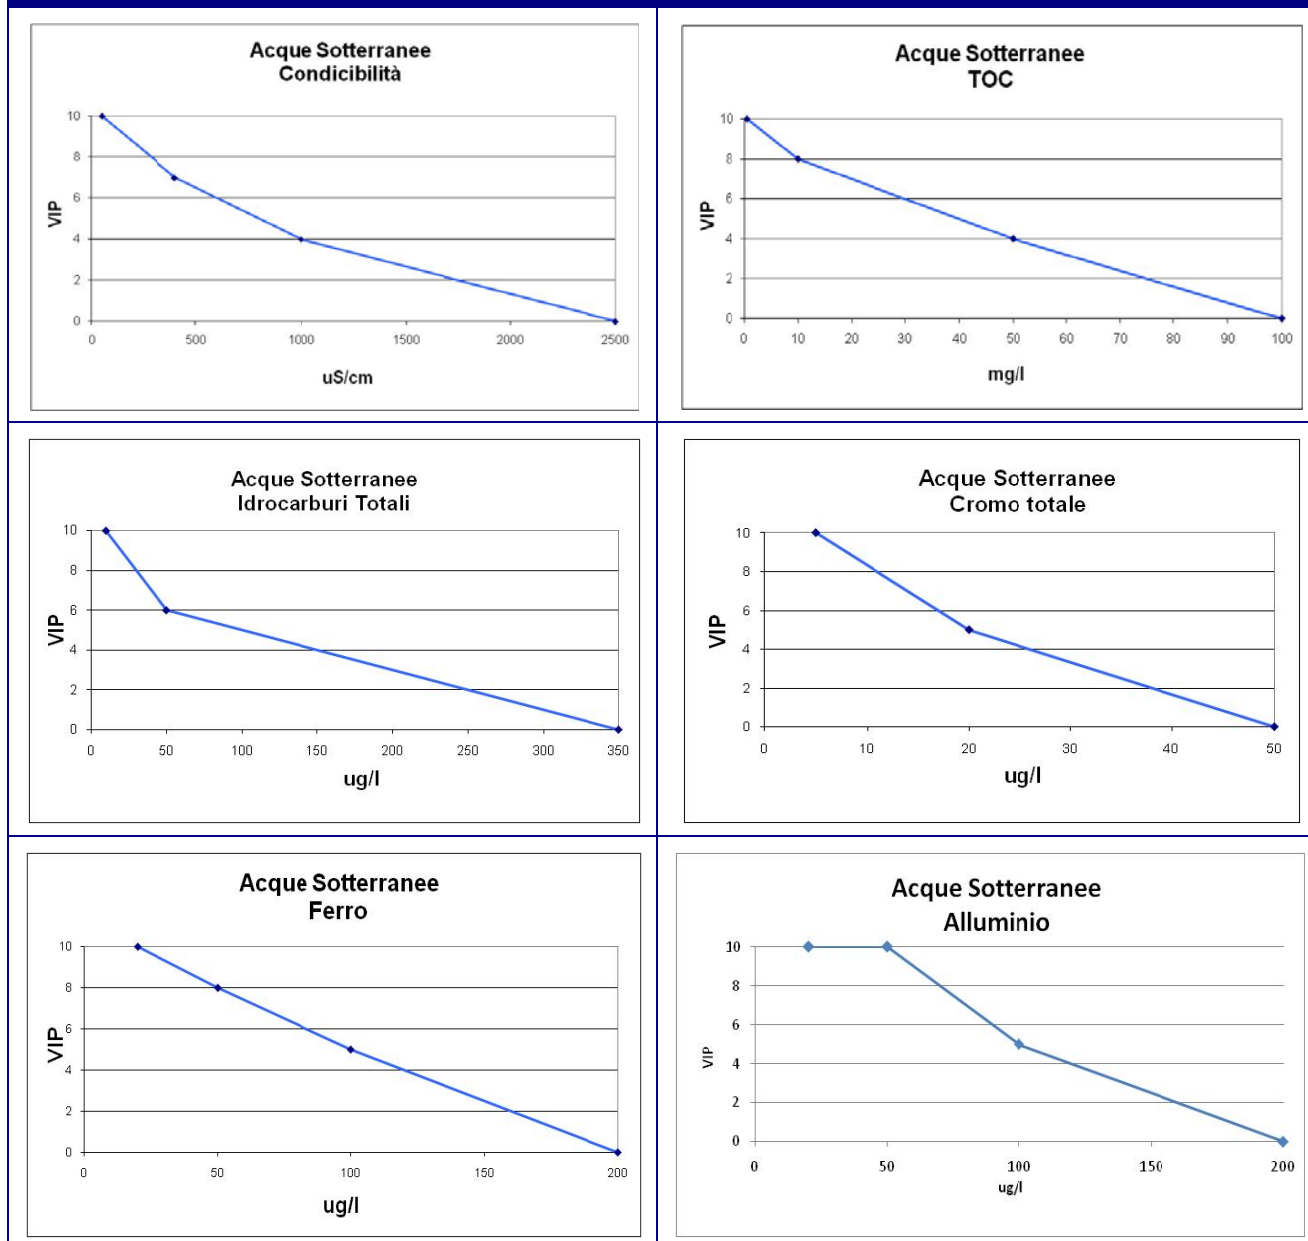 Acque Sotterranee
Condicibilità
10
8
6
4
2
0
VIP
0 500 1000 1500 2000 2500
uS/cm
Acque Sotterranee
TOC
10
8
6
4
2
0
VIP
0 10 20 30 40 50 60 70 80 90 100
mg/l
Acque Sotterranee
Idrocarburi Totali
10
8
6
4
2
0
VIP
0 50 100 150 200 250 300 350
ug/l
Acque Sotterranee
Cromo totale
10
8
6
4
2
0
VIP
0 10 20 30 40 50
ug/l
Acque Sotterranee
Ferro
10
8
6
4
2
0
VIP
0 50 100 150 200
ug/l
Acque Sotterranee
Alluminio
10
8
6
4
2
0
VIP
0 50 100 150 200
ug/l